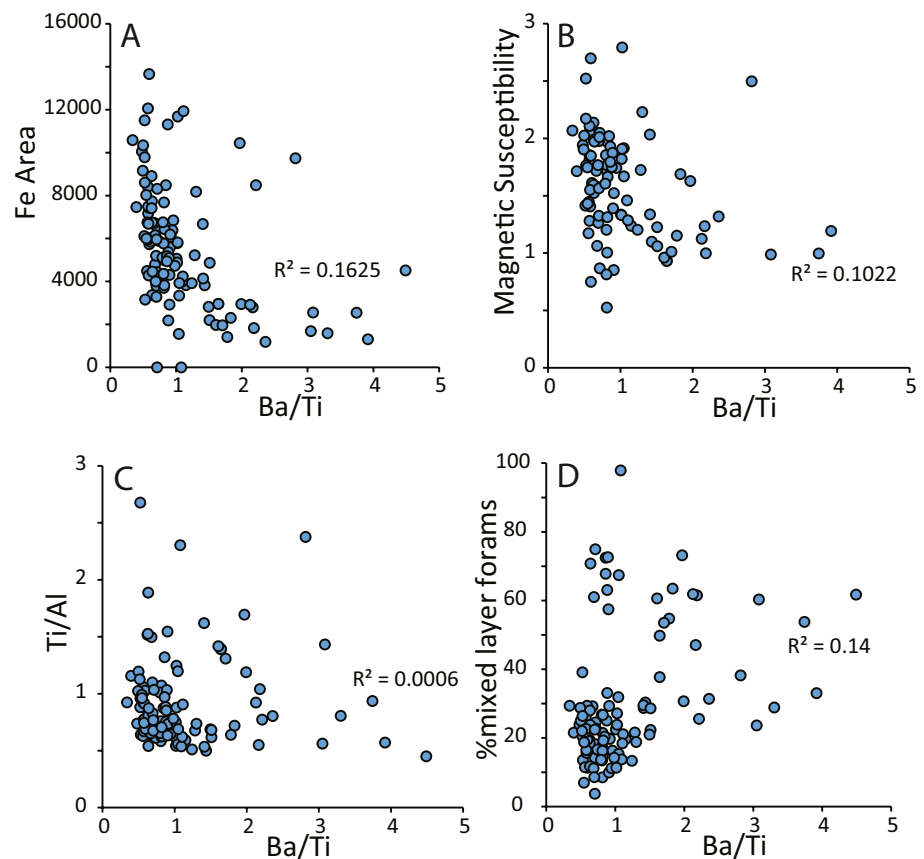 A
Fe Area
16000
12000
8000
4000
0
R² = 0.1625
0 1 2 3 4 5
Ba/Ti
B
Magnetic Susceptibility
3
2
1
0
R² = 0.1022
0 1 2 3 4 5
Ba/Ti
C
Ti/Al
3
2
1
0
R² = 0.0006
0 1 2 3 4 5
Ba/Ti
D
%mixed layer forams
100
80
60
40
20
0
R² = 0.14
0 1 2 3 4 5
Ba/Ti